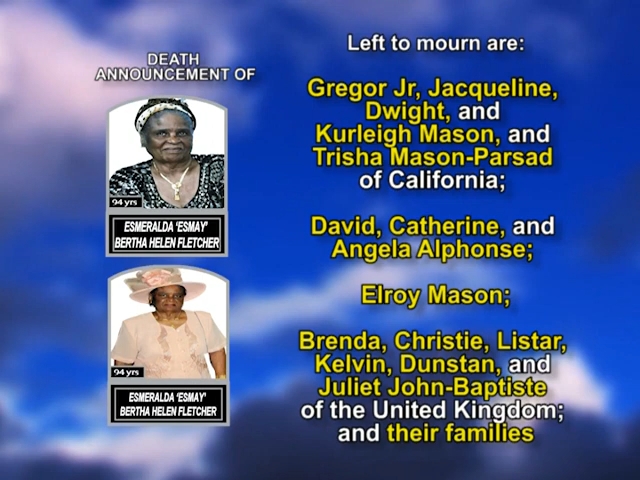 DEATH
ANNOUNCEMENT OF
94 yrs
ESMERALDA 'ESMAY'
BERTHA HELEN FLETCHER
94 yrs
ESMERALDA 'ESMAY'
BERTHA HELEN FLETCHER
Left to mourn are:
Gregor Jr, Jacqueline,
Dwight, and
Kurleigh Mason, and
Trisha Mason-Parsad
of California;
David, Catherine, and
Angela Alphonse;
Elroy Mason;
Brenda, Christie, Listar,
Kelvin, Dunstan, and
Juliet John-Baptiste
of the United Kingdom;
and their families